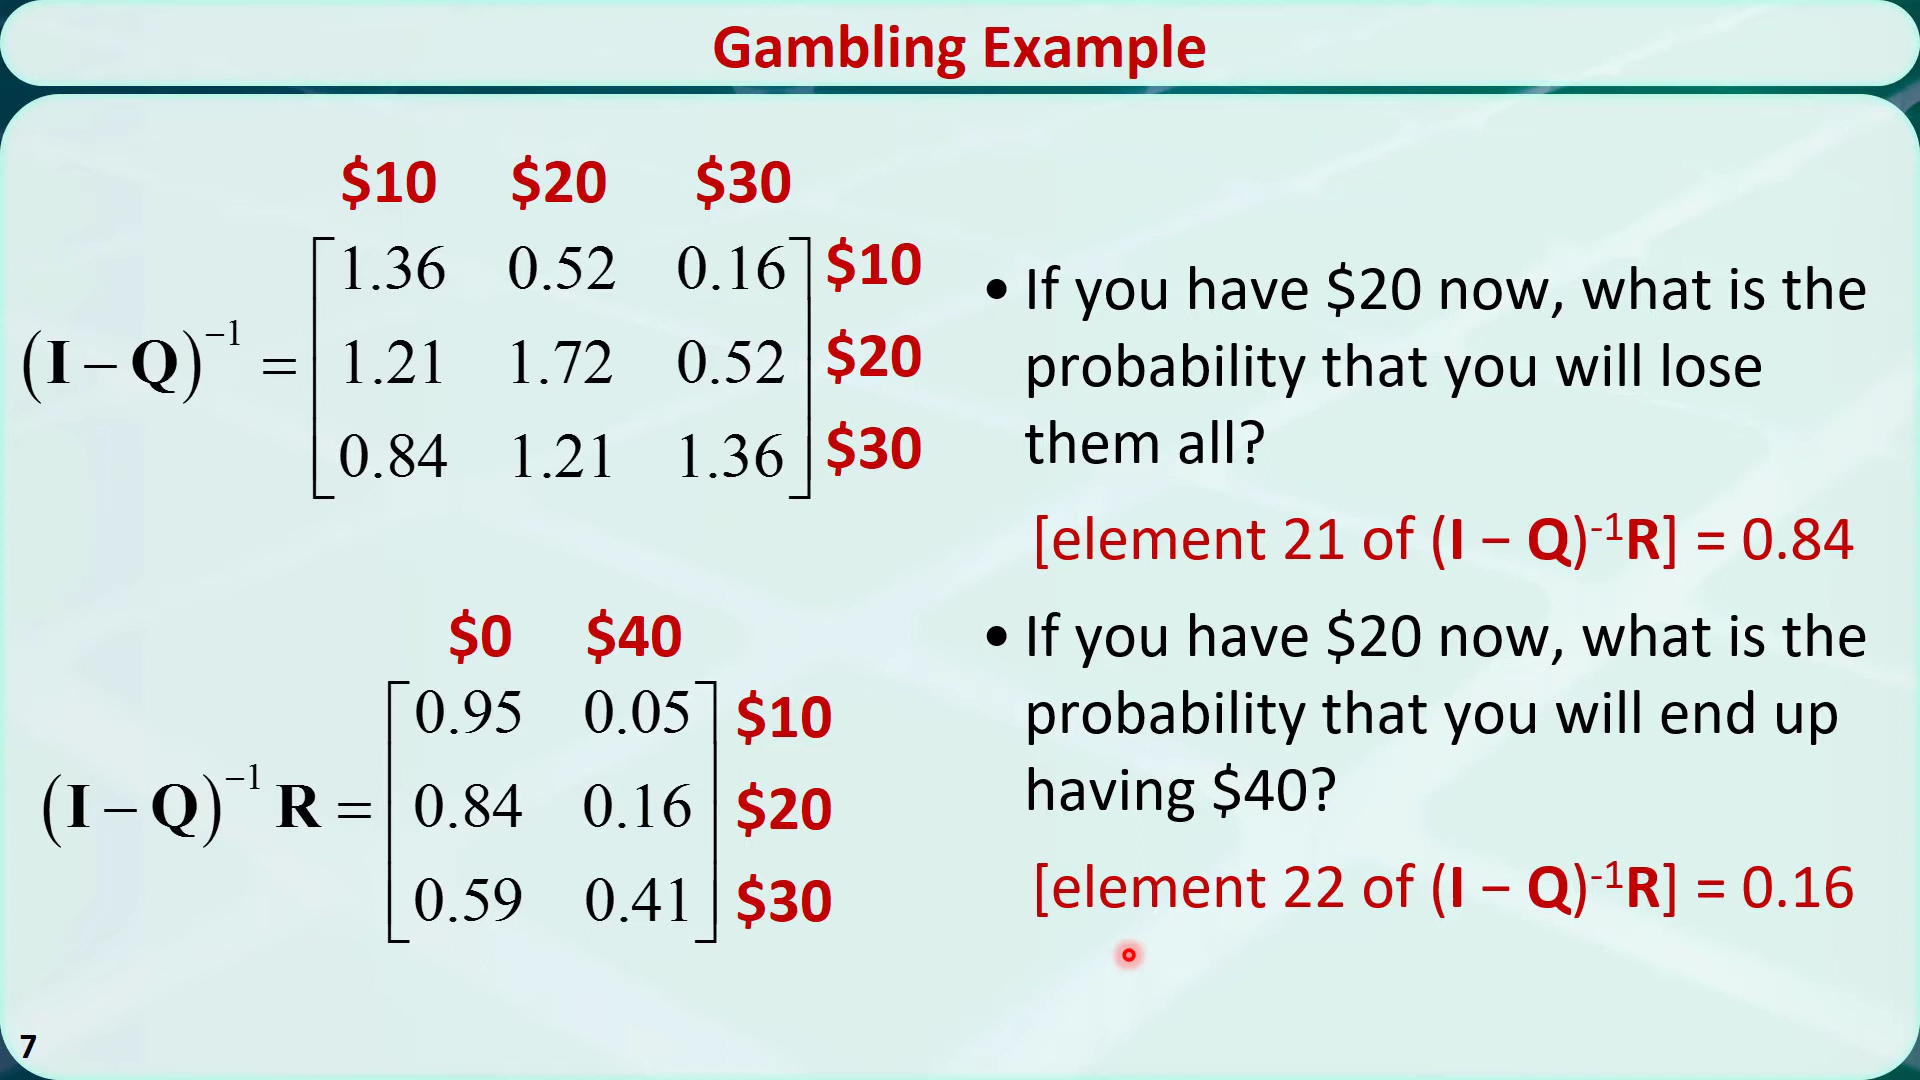 Gambling Example
$10 $20 $30
(I − Q)⁻¹ =
1.36 0.52 0.16 $10
1.21 1.72 0.52 $20
0.84 1.21 1.36 $30
$0 $40
(I − Q)⁻¹ R =
0.95 0.05 $10
0.84 0.16 $20
0.59 0.41 $30
• If you have $20 now, what is the
probability that you will lose
them all?
[element 21 of (I − Q)⁻¹R] = 0.84
• If you have $20 now, what is the
probability that you will end up
having $40?
[element 22 of (I − Q)⁻¹R] = 0.16
7